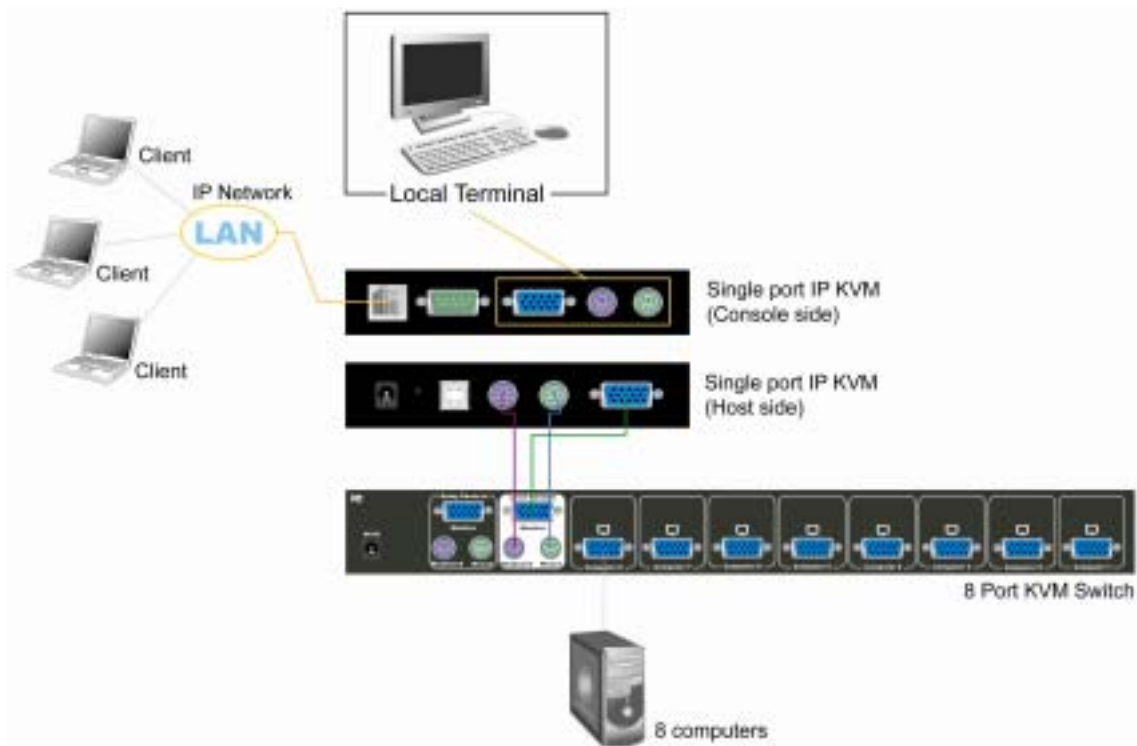 Client
IP Network
LAN
Client
Client
Local Terminal
Single port IP KVM
(Console side)
Single port IP KVM
(Host side)
8 Port KVM Switch
8 computers